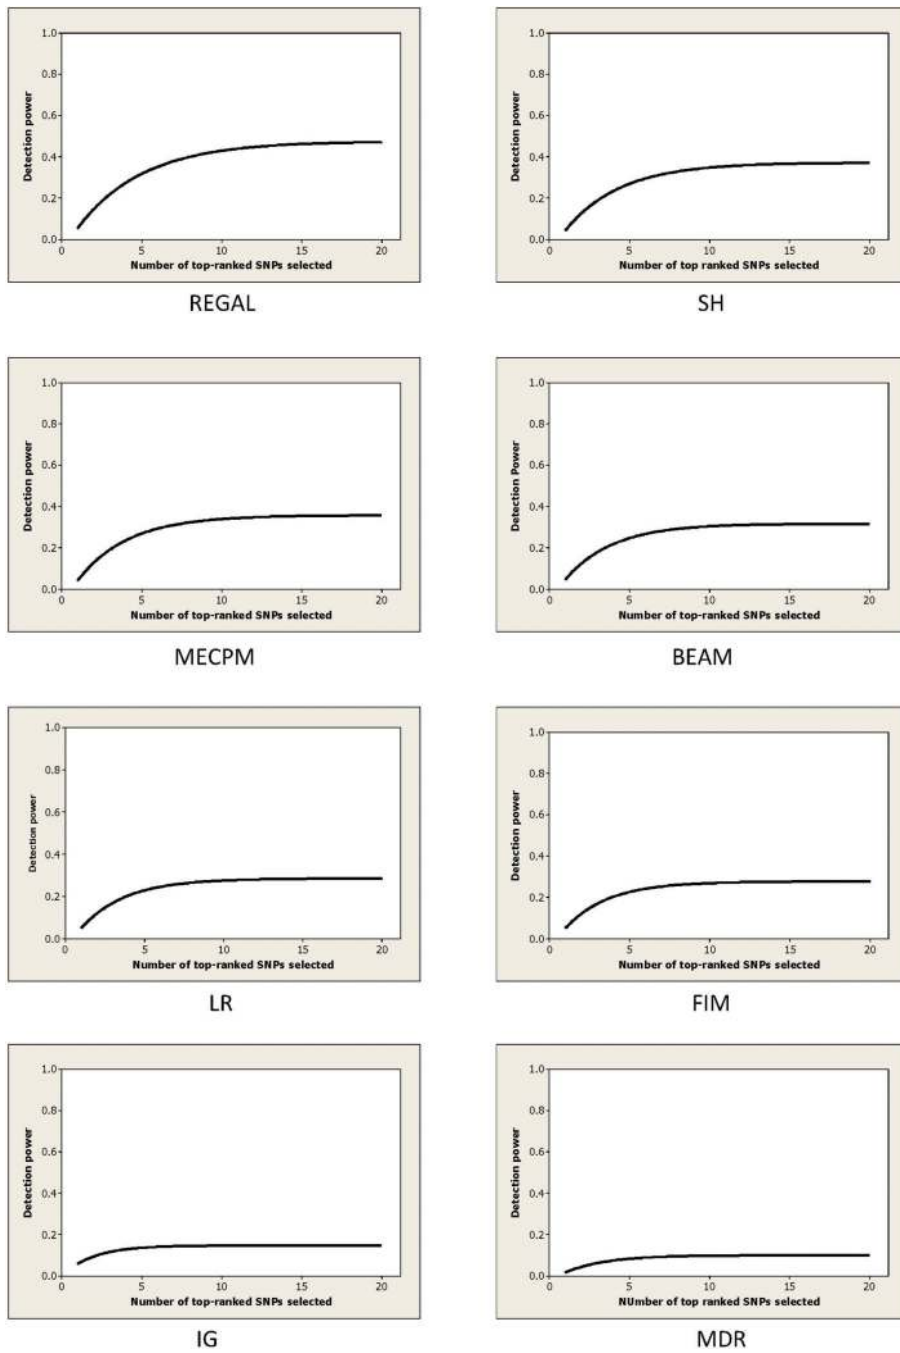 1.0
0.8
0.6
0.4
0.2
0.0
Detection power
0 5 10 15 20
Number of top-ranked SNPs selected
REGAL
1.0
0.8
0.6
0.4
0.2
0.0
Detection power
0 5 10 15 20
Number of top ranked SNPs selected
SH
1.0
0.8
0.6
0.4
0.2
0.0
Detection power
0 5 10 15 20
Number of top-ranked SNPs selected
MECPM
1.0
0.8
0.6
0.4
0.2
0.0
Detection Power
0 5 10 15 20
Number of top-ranked SNPs selected
BEAM
1.0
0.8
0.6
0.4
0.2
0.0
Detection power
0 5 10 15 20
Number of top-ranked SNPs selected
LR
1.0
0.8
0.6
0.4
0.2
0.0
Detection power
0 5 10 15 20
Number of top-ranked SNPs selected
FIM
1.0
0.8
0.6
0.4
0.2
0.0
Detection power
0 5 10 15 20
Number of top-ranked SNPs selected
IG
1.0
0.8
0.6
0.4
0.2
0.0
Detection power
0 5 10 15 20
NUmber of top ranked SNPs selected
MDR